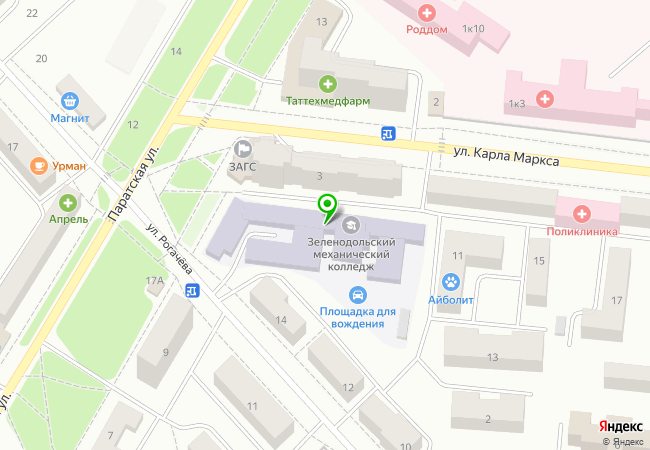 22
20
14
13
Роддом
1к10
Таттехмедфарм
1к3
2
Магнит
12
17
Урман
Апрель
ЗАГС
3
ул. Карла Маркса
Паратская ул.
ул. Рогачёва
Зеленодольский
механический
колледж
Поликлиника
11
15
17
Айболит
17А
Площадка для
вождения
14
9
13
12
11
2
7
10
6
ул.
Яндекс
© Яндекс